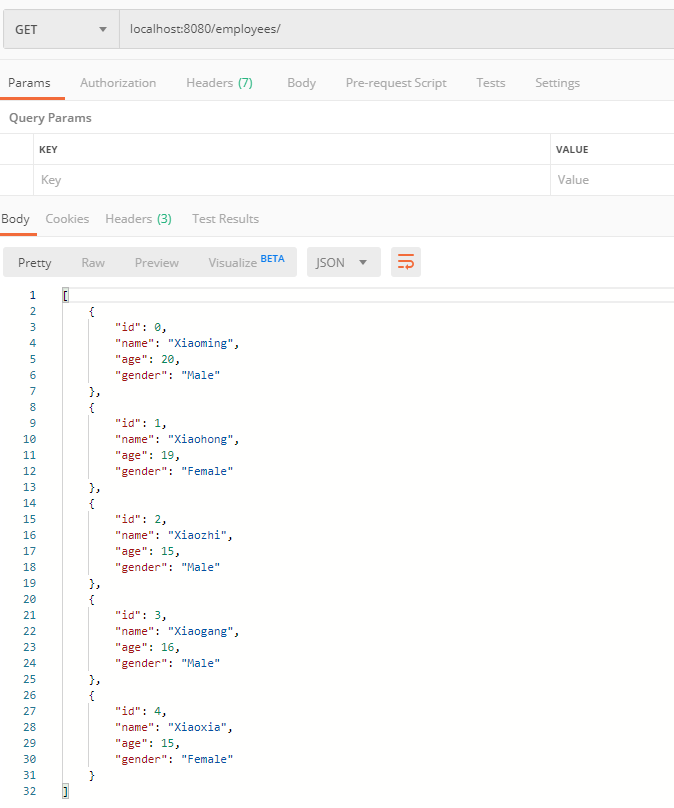 GET localhost:8080/employees/
Params Authorization Headers (7) Body Pre-request Script Tests Settings
Query Params
KEY VALUE
Key Value
Body Cookies Headers (3) Test Results
Pretty Raw Preview Visualize BETA JSON
1 [
2 {
3 "id": 0,
4 "name": "Xiaoming",
5 "age": 20,
6 "gender": "Male"
7 },
8 {
9 "id": 1,
10 "name": "Xiaohong",
11 "age": 19,
12 "gender": "Female"
13 },
14 {
15 "id": 2,
16 "name": "Xiaozhi",
17 "age": 15,
18 "gender": "Male"
19 },
20 {
21 "id": 3,
22 "name": "Xiaogang",
23 "age": 16,
24 "gender": "Male"
25 },
26 {
27 "id": 4,
28 "name": "Xiaoxia",
29 "age": 15,
30 "gender": "Female"
31 }
32 ]